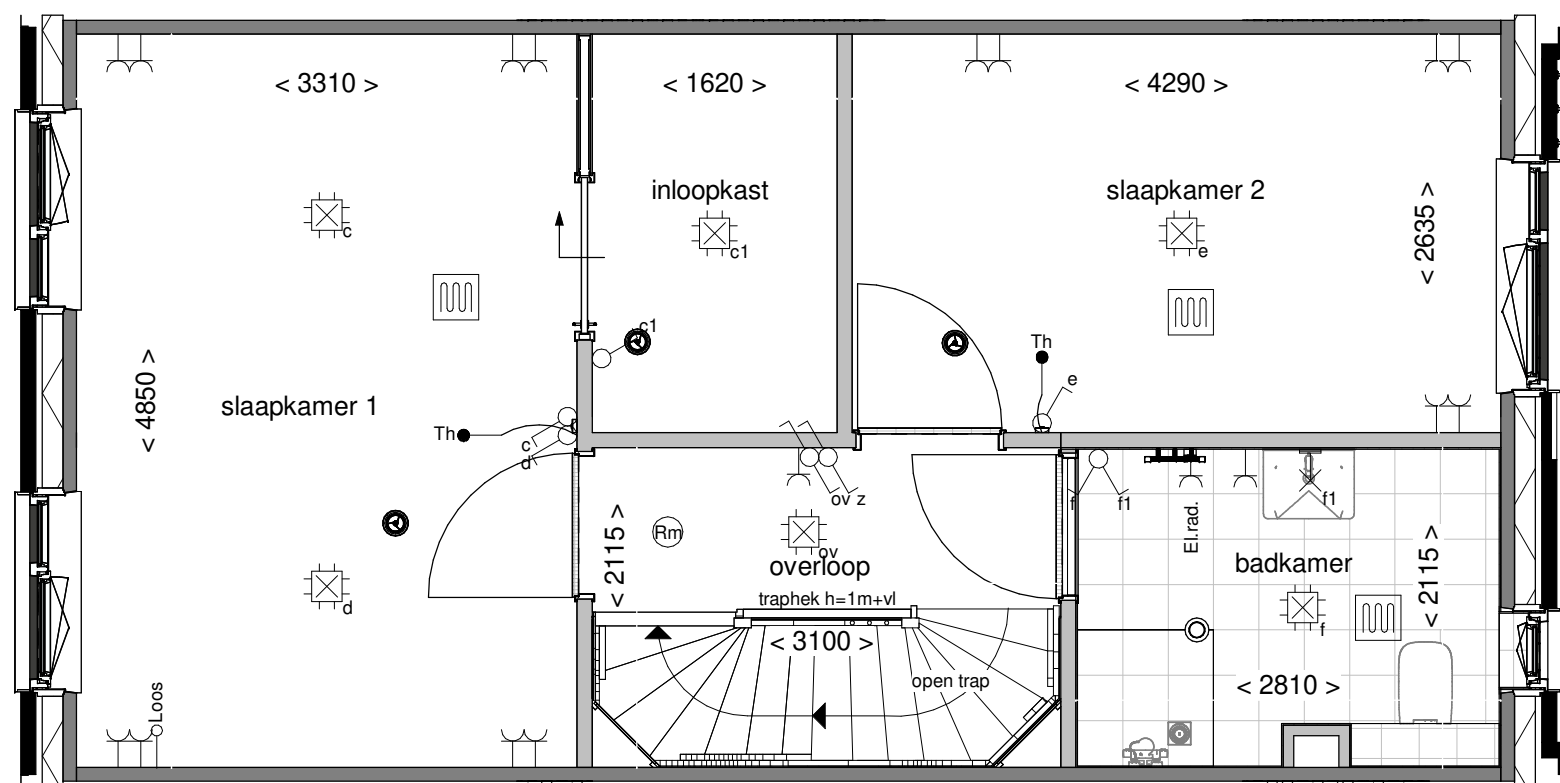 < 3310 >
< 1620 >
< 4290 >
inloopkast
slaapkamer 2
c
c1
e
< 2635 >
c1
Th
e
< 4850 >
slaapkamer 1
Th
c
d
ov z
f
f1
f1
El.rad.
Rm
ov
< 2115 >
overloop
badkamer
< 2115 >
d
traphek h=1m+vl
f
< 3100 >
open trap
< 2810 >
Loos